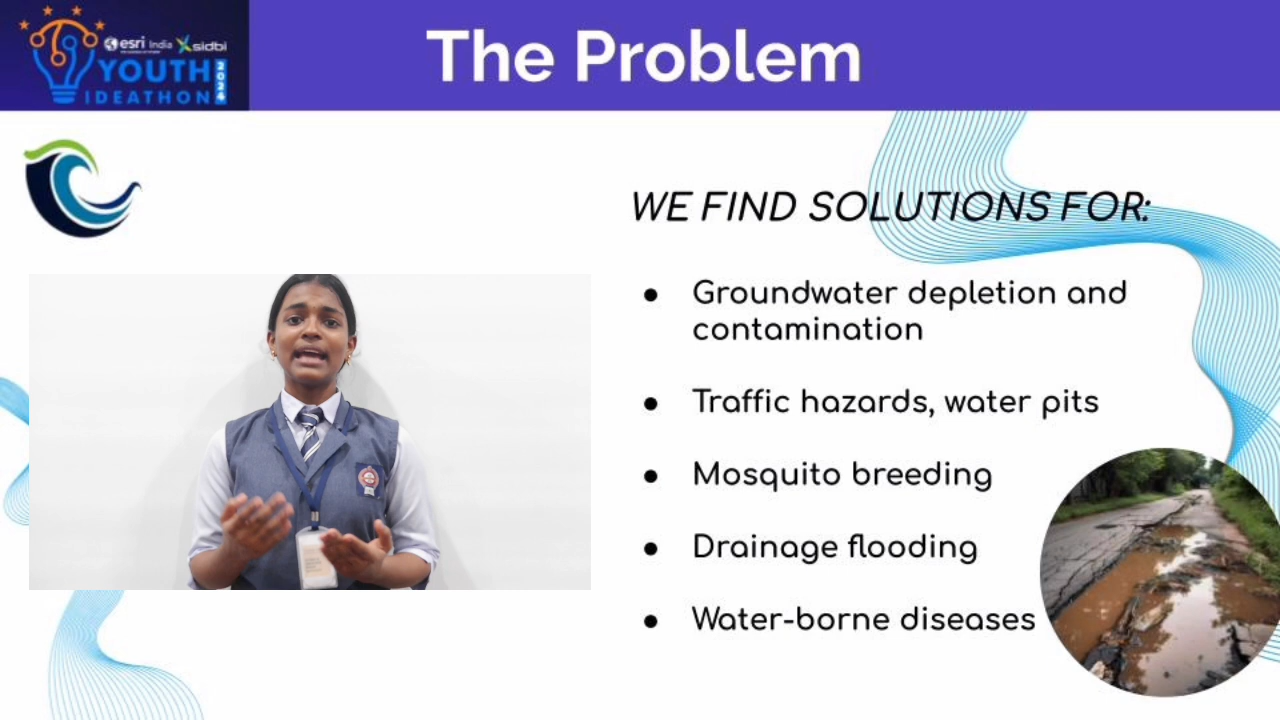 The Problem
esri India sidbi
YOUTH
IDEATHON
2024
WE FIND SOLUTIONS FOR:
● Groundwater depletion and
contamination
● Traffic hazards, water pits
● Mosquito breeding
● Drainage flooding
● Water-borne diseases